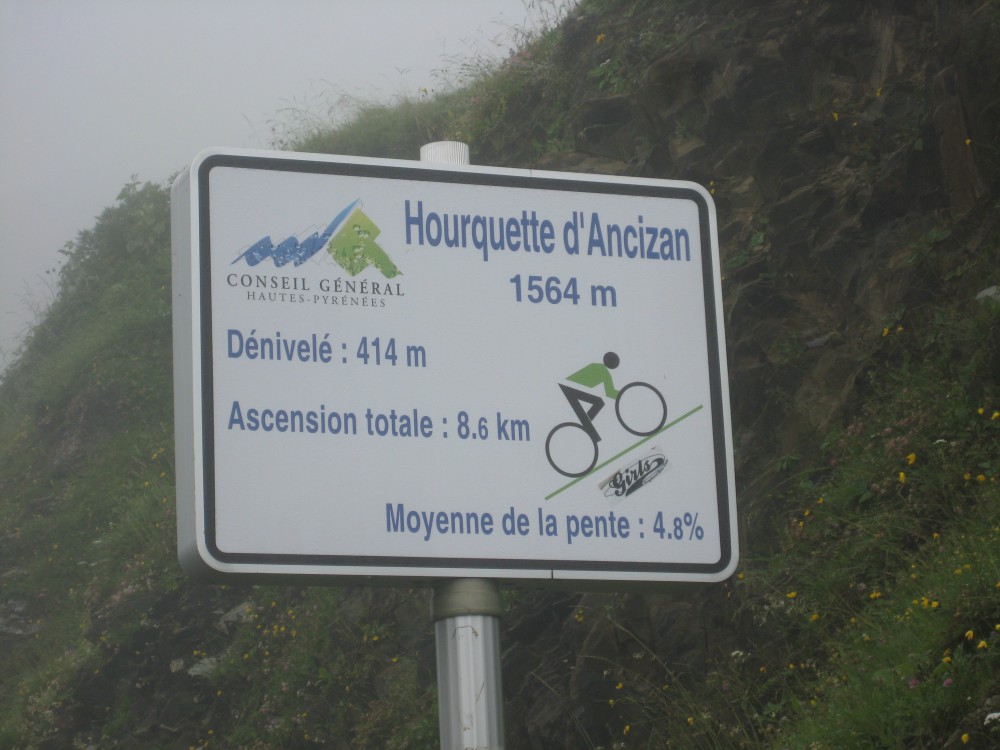 Hourquette d'Ancizan
1564 m
CONSEIL GÉNÉRAL
HAUTES-PYRÉNÉES
Dénivelé : 414 m
Ascension totale : 8.6 km
Girls
Moyenne de la pente : 4.8%